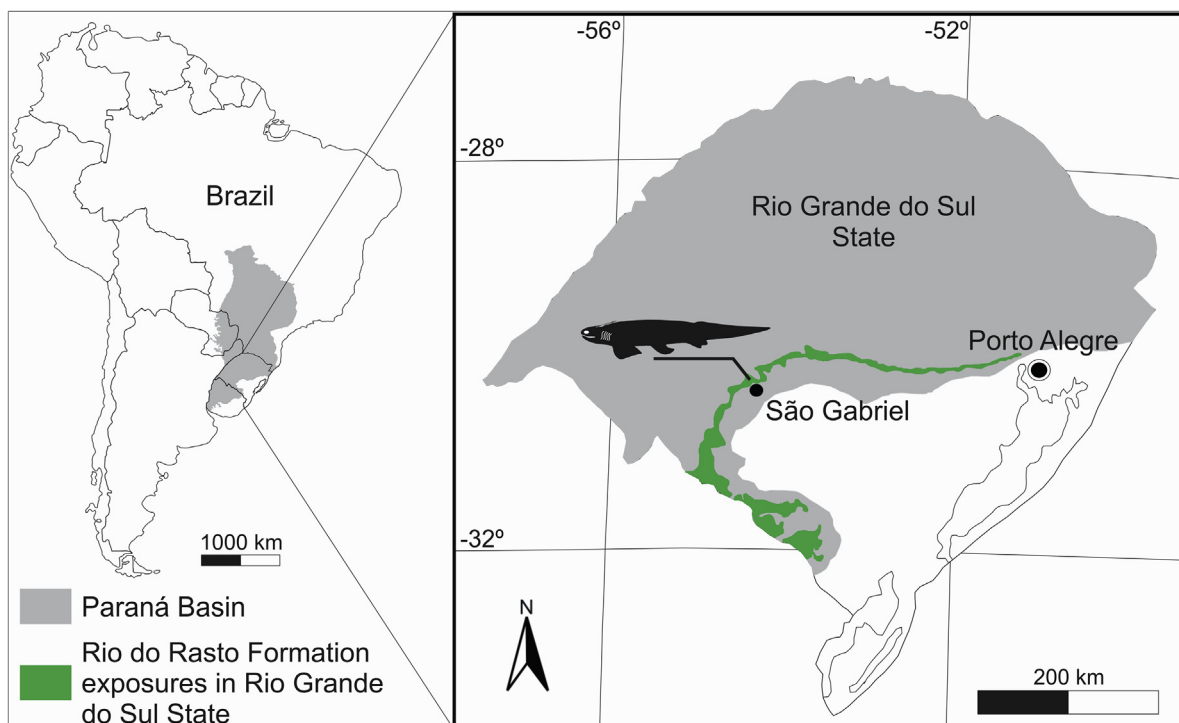 Brazil
1000 km
Paraná Basin
Rio do Rasto Formation
exposures in Rio Grande
do Sul State
-56º
-52º
-28º
Rio Grande do Sul
State
Porto Alegre
São Gabriel
-32º
N
200 km